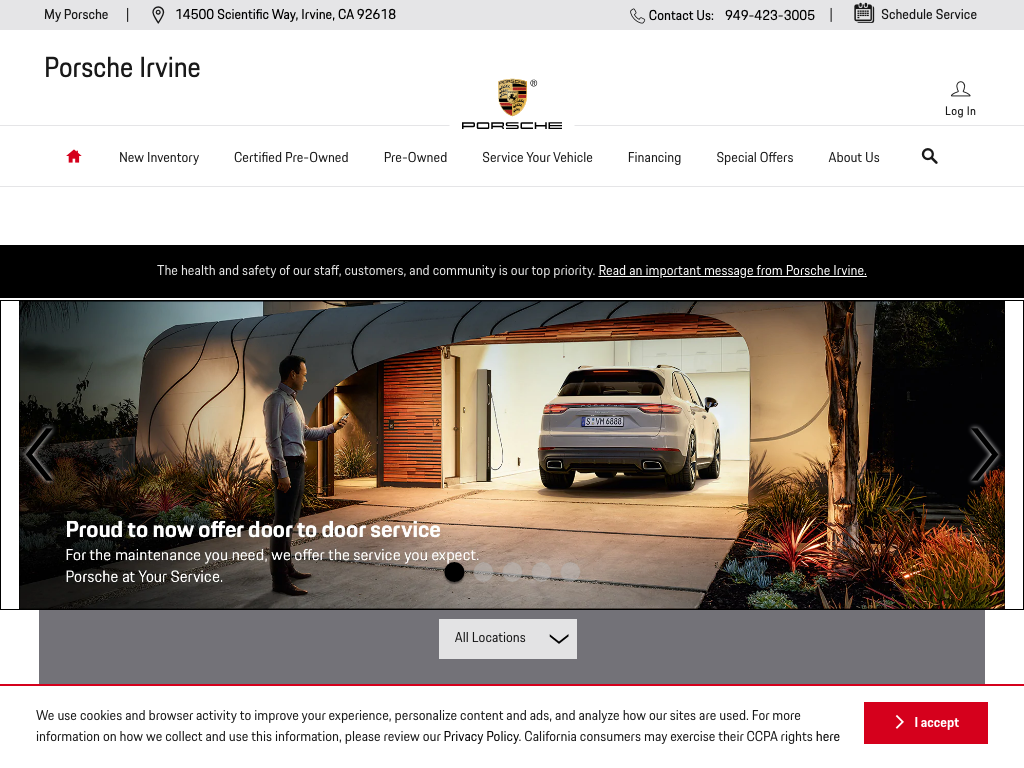 My Porsche | 14500 Scientific Way, Irvine, CA 92618 Contact Us: 949-423-3005 | Schedule Service
Porsche Irvine
PORSCHE ®
PORSCHE
Log In
New Inventory Certified Pre-Owned Pre-Owned Service Your Vehicle Financing Special Offers About Us
The health and safety of our staff, customers, and community is our top priority. Read an important message from Porsche Irvine.
S·VM 6000
Proud to now offer door to door service
For the maintenance you need, we offer the service you expect.
Porsche at Your Service.
All Locations
We use cookies and browser activity to improve your experience, personalize content and ads, and analyze how our sites are used. For more
information on how we collect and use this information, please review our Privacy Policy. California consumers may exercise their CCPA rights here
I accept